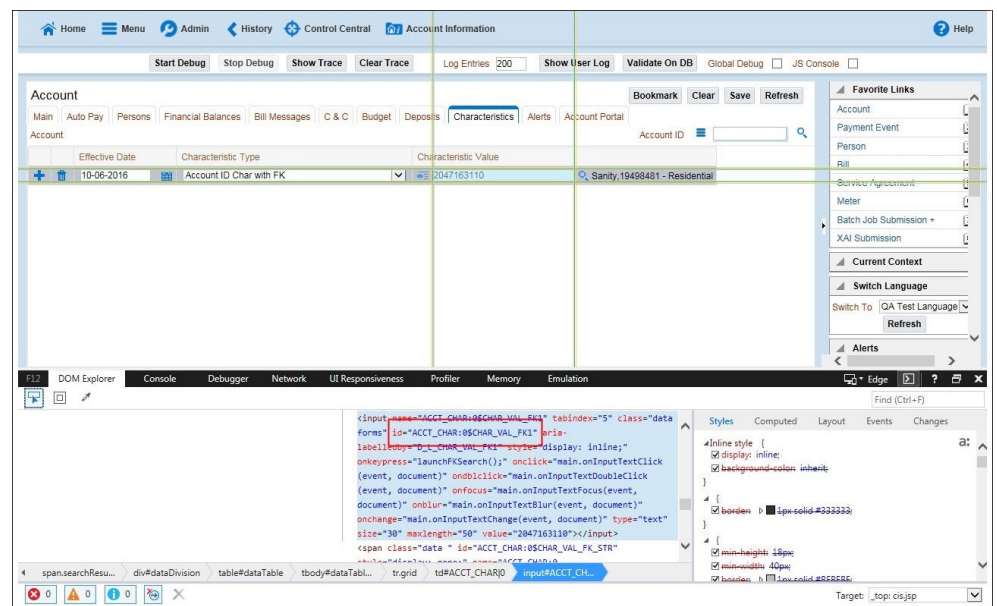 Home Menu Admin History Control Central Account Information Help
Start Debug Stop Debug Show Trace Clear Trace Log Entries 200 Show User Log Validate On DB Global Debug JS Console
Account Bookmark Clear Save Refresh
Main Auto Pay Persons Financial Balances Bill Messages C & C Budget Deposits Characteristics Alerts Account Portal
Account Account ID
Effective Date Characteristic Type Characteristic Value
10-06-2016 Account ID Char with FK 2047163110 Sanity,19498481 - Residential
Favorite Links
Account
Payment Event
Person
Bill
Service Agreement
Meter
Batch Job Submission +
XAI Submission
Current Context
Switch Language
Switch To QA Test Language
Refresh
Alerts
F12 DOM Explorer Console Debugger Network UI Responsiveness Profiler Memory Emulation Edge ?
Find (Ctrl+F)
<input name="ACCT_CHAR:0$CHAR_VAL_FK1" tabindex="5" class="data
forms" id="ACCT_CHAR:0$CHAR_VAL_FK1" aria-
labelledby="D_L_CHAR_VAL_FK1" style="display: inline;"
onkeypress="launchFKSearch();" onclick="main.onInputTextClick
(event, document)" ondblclick="main.onInputTextDoubleClick
(event, document)" onfocus="main.onInputTextFocus(event,
document)" onblur="main.onInputTextBlur(event, document)"
onchange="main.onInputTextChange(event, document)" type="text"
size="30" maxlength="50" value="2047163110"></input>
<span class="data " id="ACCT_CHAR:0$CHAR_VAL_FK_STR"
Styles Computed Layout Events Changes
Inline style { a:
display: inline;
background-color: inherit;
}
{
border 1px solid #333333;
}
{
min-height: 18px;
min-width: 40px;
border 1px solid #BFBFBF;
span.searchResu... div#dataDivision table#dataTable tbody#dataTabl... tr.grid td#ACCT_CHAR|0 input#ACCT_CH...
0 0 0 Target: _top: cis.jsp